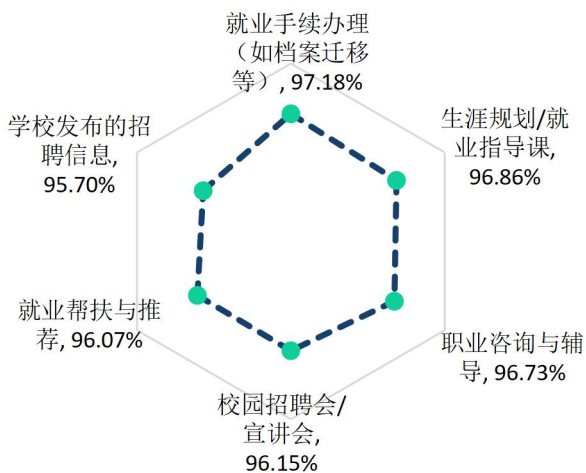 就业手续办理
（如档案迁移
等）, 97.18%
生涯规划/就
业指导课,
96.86%
职业咨询与辅
导, 96.73%
校园招聘会/
宣讲会,
96.15%
就业帮扶与推
荐, 96.07%
学校发布的招
聘信息,
95.70%